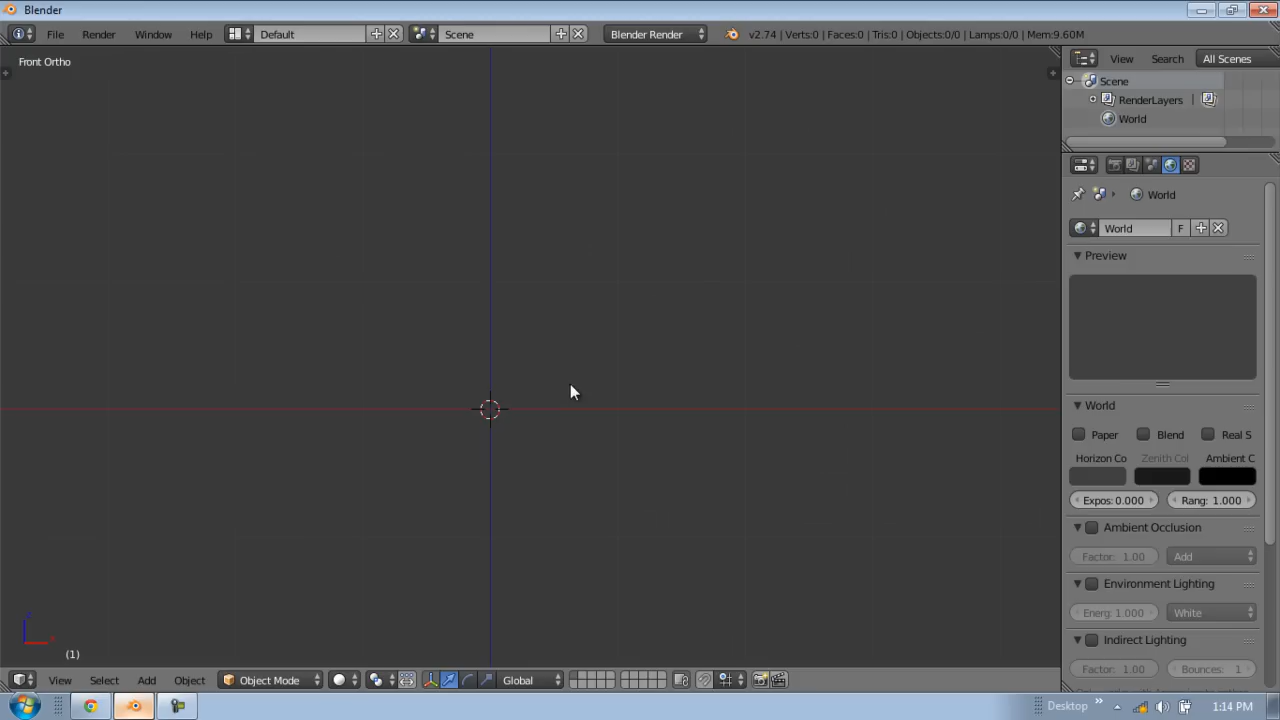 Blender
File Render Window Help Default Scene Blender Render v2.74 | Verts:0 | Faces:0 | Tris:0 | Objects:0/0 | Lamps:0/0 | Mem:9.60M
Front Ortho
View Search All Scenes
Scene
RenderLayers
World
World
World F
Preview
World
Paper Blend Real S
Horizon Co Zenith Col Ambient C
Expos:0.000 Rang: 1.000
Ambient Occlusion
Factor: 1.00 Add
Environment Lighting
Energ: 1.000 White
Indirect Lighting
(1)
Factor: 1.00 Bounces: 1
View Select Add Object Object Mode Global
Desktop » 1:14 PM